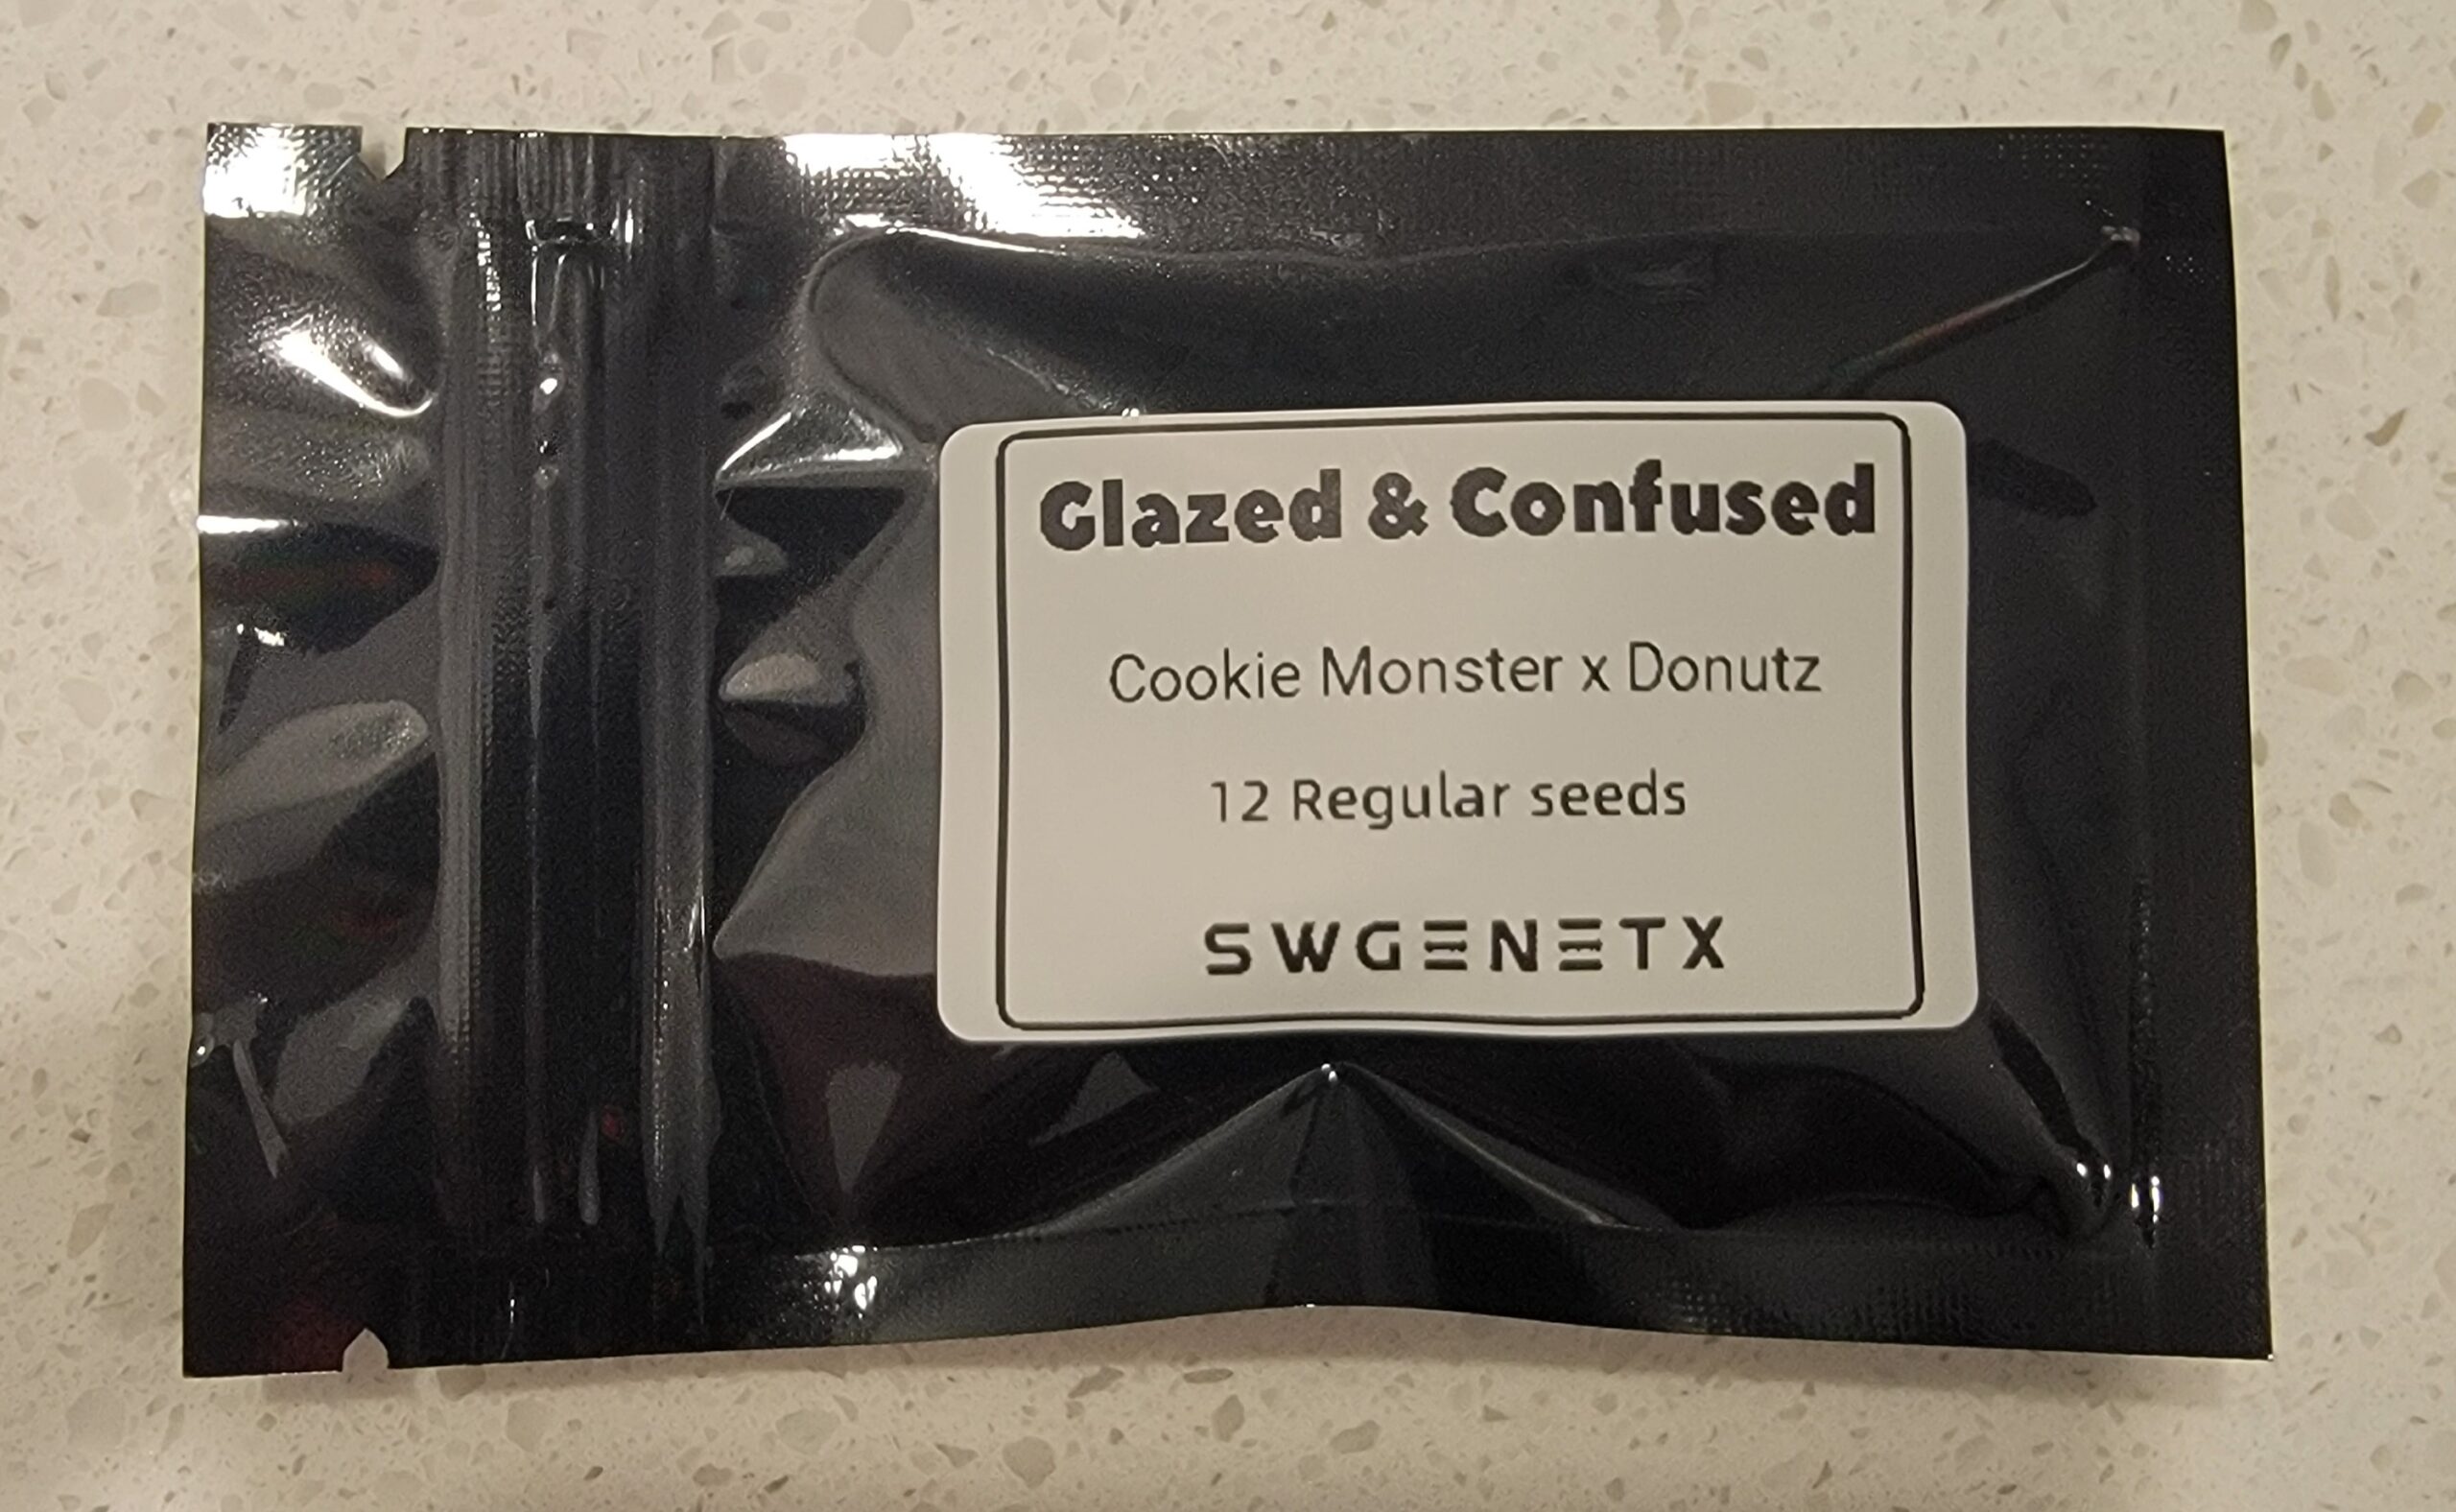 Glazed & Confused
Cookie Monster x Donutz
12 Regular seeds
SWGENETX